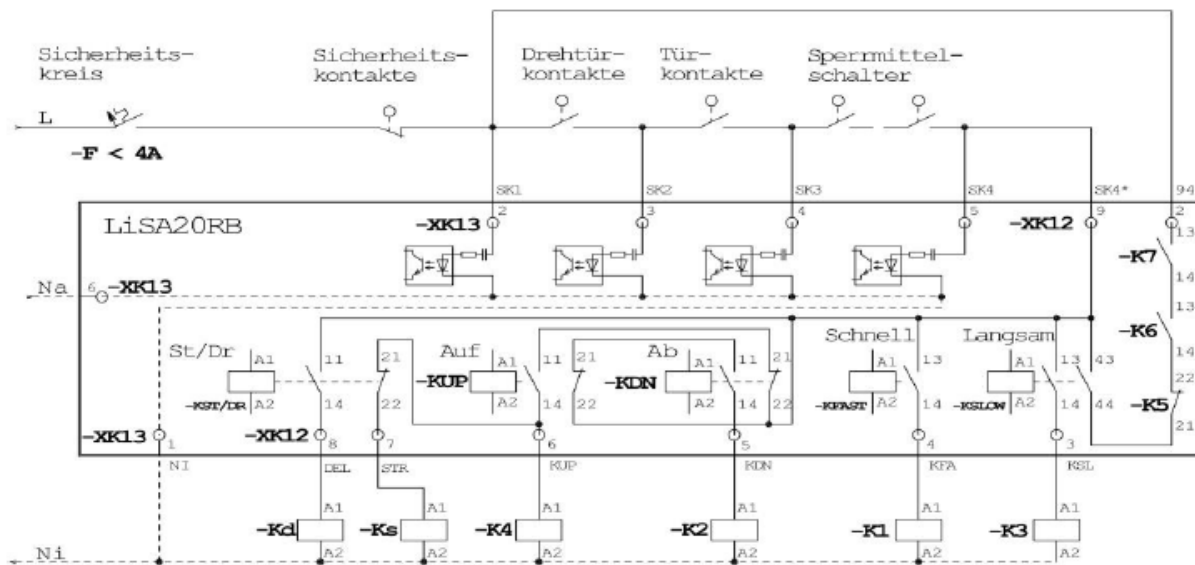 Sicherheits-
kreis
Sicherheits-
kontakte
Drehtür-
kontakte
Tür-
kontakte
Sperrmittel-
schalter
L
-F < 4A
SK1
SK2
SK3
SK4
SK4*
94
LiSA20RB
-XK13
2
3
4
5
-XK12
9
2
13
-K7
14
Na
6
-XK13
13
-K6
14
St/Dr
Auf
Ab
Schnell
Langsam
A1
11
21
A1
11
21
A1
11
21
A1
13
A1
13
43
22
-KUP
-KDN
-K5
A2
14
22
A2
14
22
A2
14
22
A2
14
A2
14
44
21
-KST/DR
-KFAST
-KSLOW
-XK13
1
-XK12
8
7
6
5
4
3
NI
DEL
STR
KUP
KDN
KFA
KSL
A1
A1
A1
A1
A1
A1
-Kd
-Ks
-K4
-K2
-K1
-K3
Ni
A2
A2
A2
A2
A2
A2